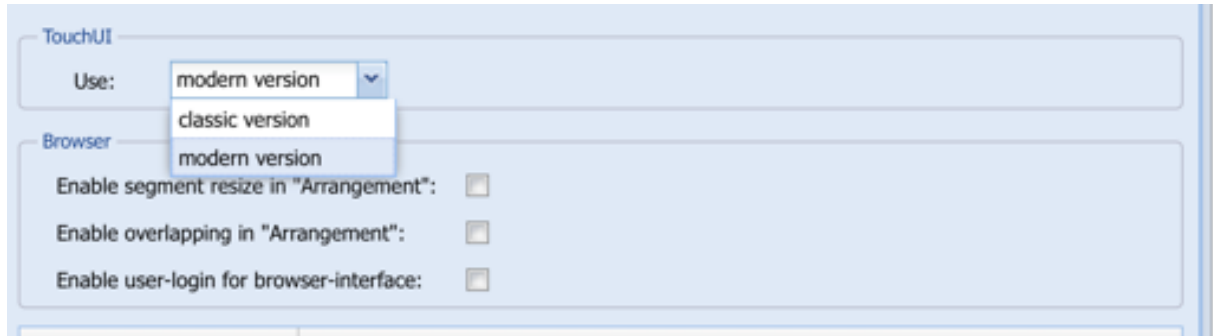 TouchUI
Use: modern version
classic version
Browser
modern version
Enable segment resize in "Arrangement":
Enable overlapping in "Arrangement":
Enable user-login for browser-interface: